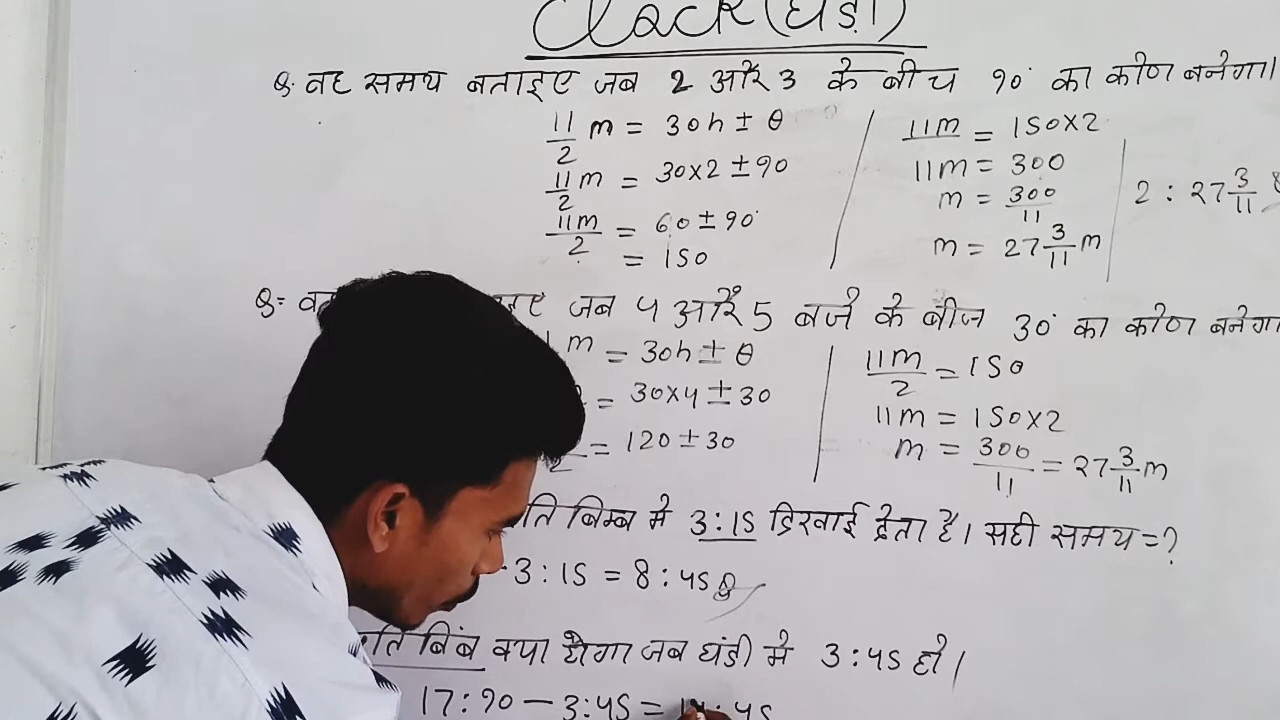 Clock (घड़ी)
Q. वह समय बताइए जब 2 और 3 के बीच 90° का कोण बनेगा।
11/2 m = 30h ± θ
11/2 m = 30×2 ± 90
11m/2 = 60 ± 90°
= 150
11m = 150×2
11m = 300
m = 300/11
m = 27 3/11 m
2 : 27 3/11
Q= जब 4 और 5 बजे के बीज 30° का कोण बनेगा
m = 30h ± θ
= 30×4 ± 30
= 120 ± 30
11m/2 = 150
11m = 150×2
m = 300/11 = 27 3/11 m
ति बिम्ब मे 3:15 दिखाई देता है। सही समय=?
3:15 = 8:45
ति बिंब क्या होगा जब घंडी मे 3:45 हो।
17:90 — 3:45 = :45